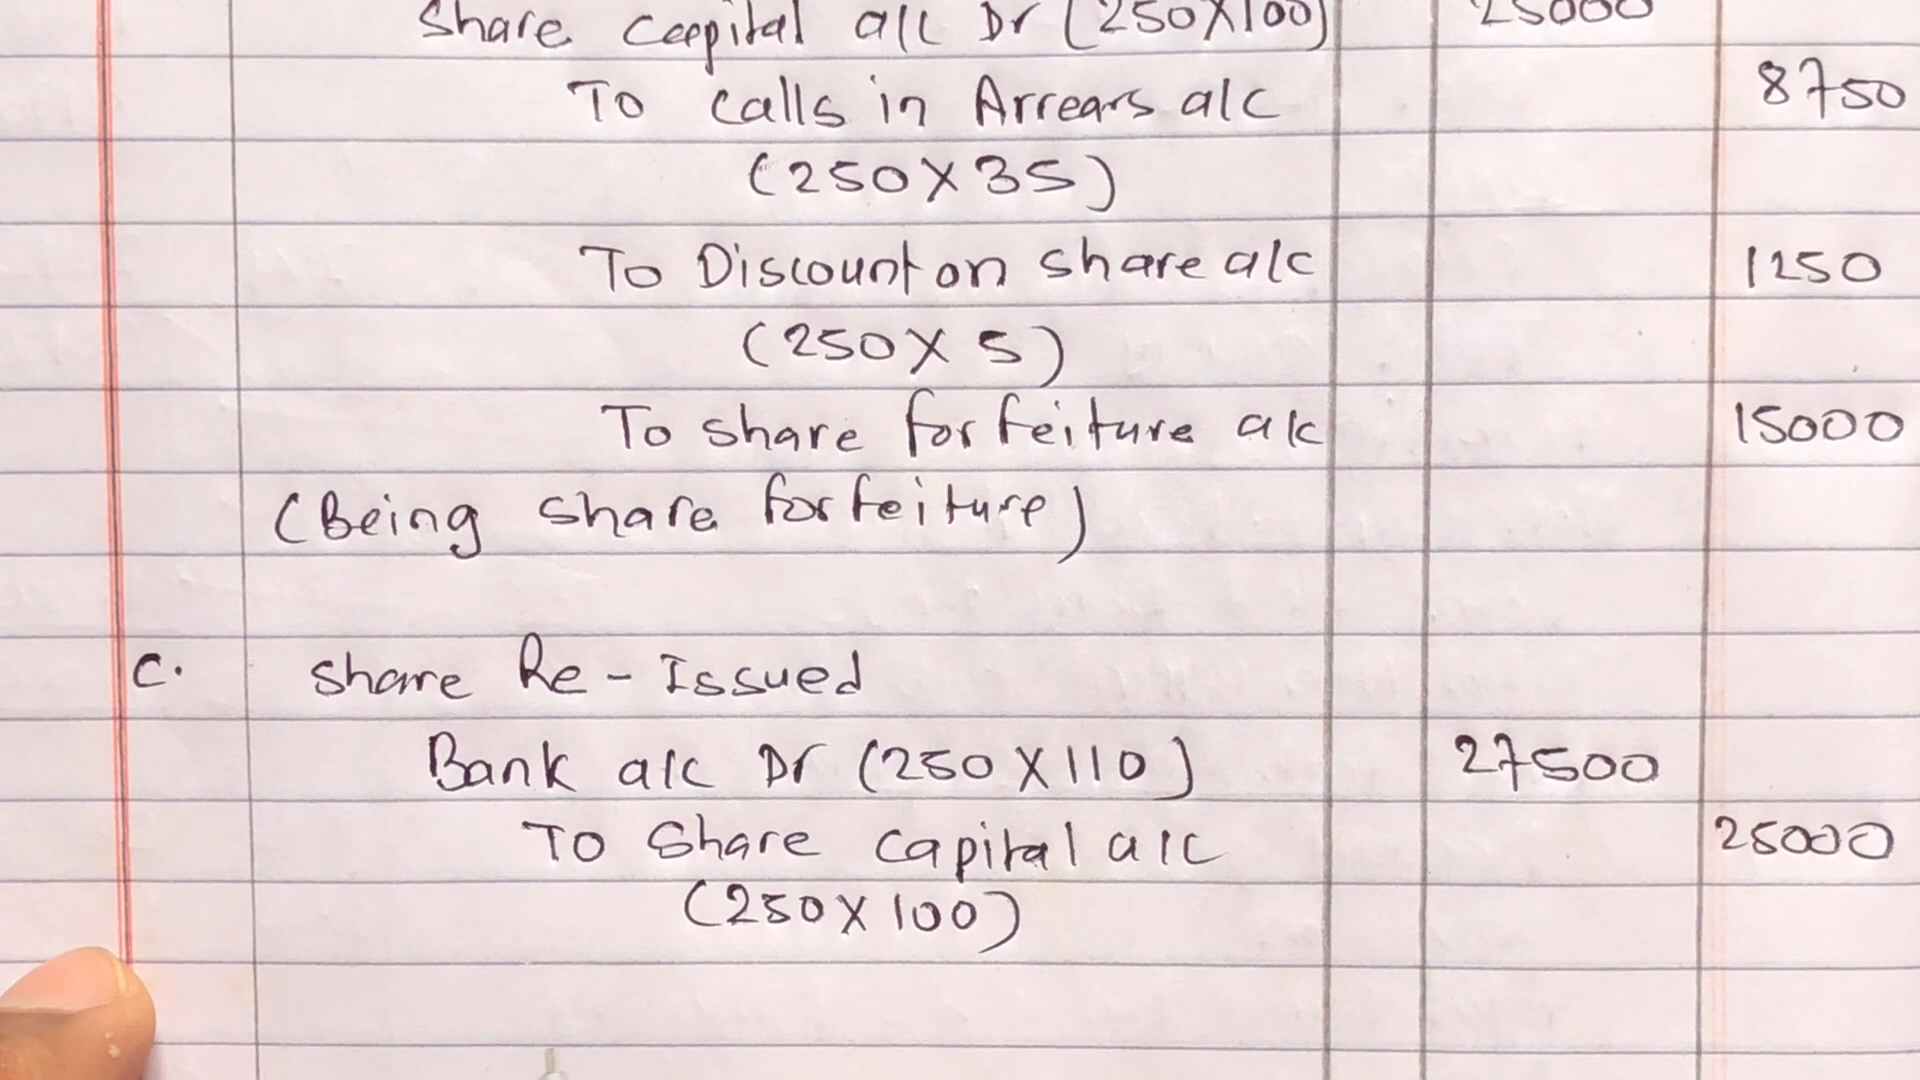 Share Capital a/c Dr (250X100) 25000
To Calls in Arrears a/c 8750
(250X35)
To Discount on share a/c 1250
(250X5)
To share forfeiture a/c 15000
(Being share forfeiture)
C. Share Re-Issued
Bank a/c Dr (250X110) 27500
To Share Capital a/c 25000
(250X100)